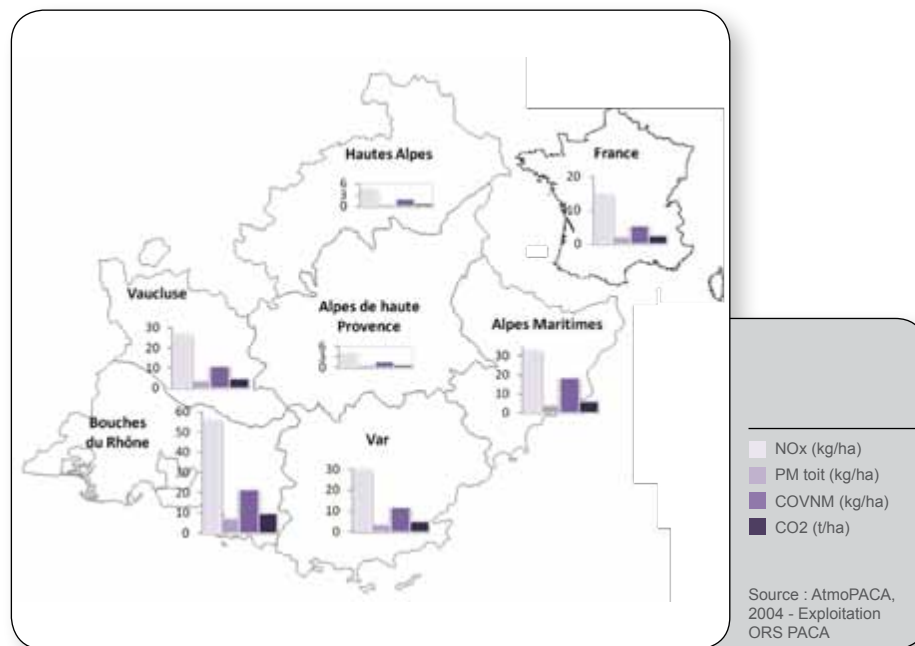 Hautes Alpes
6
3
0
France
20
10
0
Vaucluse
30
20
10
0
Alpes de haute
Provence
6
3
0
Alpes Maritimes
30
20
10
0
Bouches
du Rhône
60
50
40
30
20
10
0
Var
30
20
10
0
NOx (kg/ha)
PM toit (kg/ha)
COVNM (kg/ha)
CO2 (t/ha)
Source : AtmoPACA,
2004 - Exploitation
ORS PACA